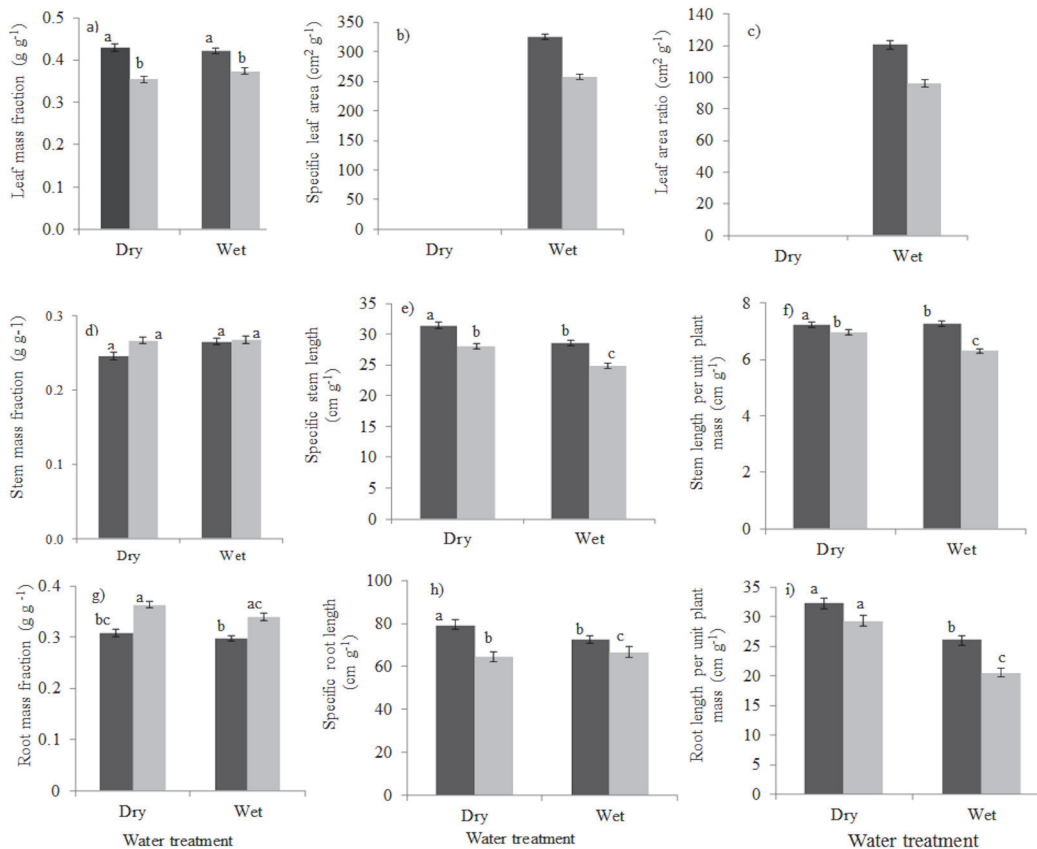 a)
Leaf mass fraction (g g-1)
0.5
0.4
0.3
0.2
0.1
0.0
a
b
a
b
Dry
Wet
b)
Specific leaf area (cm2 g-1)
350
300
250
200
150
100
50
0
Dry
Wet
c)
Leaf area ratio (cm2 g-1)
140
120
100
80
60
40
20
0
Dry
Wet
d)
Stem mass fraction (g g-1)
0.3
0.2
0.1
0.0
a
a
a
a
Dry
Wet
e)
Specific stem length
(cm g-1)
35
30
25
20
15
10
5
0
a
b
b
c
Dry
Wet
f)
Stem length per unit plant
mass (cm g-1)
8
6
4
2
0
a
b
b
c
Dry
Wet
g)
Root mass fraction (g g -1)
0.4
0.3
0.2
0.1
0
bc
a
b
ac
Dry
Wet
Water treatment
h)
Specific root length
(cm g-1)
100
80
60
40
20
0
a
b
b
c
Dry
Wet
Water treatment
i)
Root length per unit plant
mass (cm g-1)
35
30
25
20
15
10
5
0
a
a
b
c
Dry
Wet
Water treatment